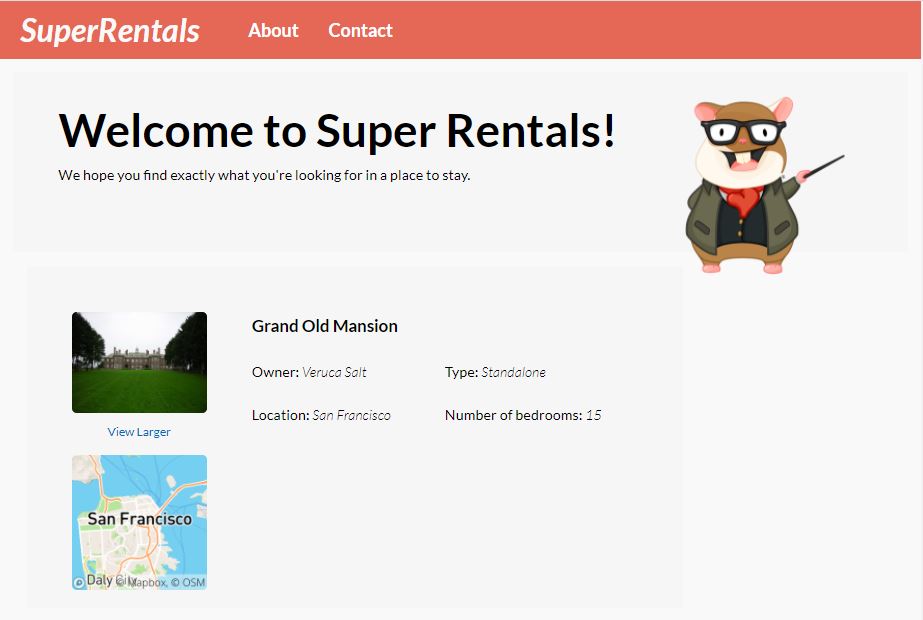 SuperRentals About Contact
Welcome to Super Rentals!
We hope you find exactly what you're looking for in a place to stay.
Grand Old Mansion
Owner: Veruca Salt Type: Standalone
Location: San Francisco Number of bedrooms: 15
View Larger
San Francisco
Daly City
© Mapbox, © OSM